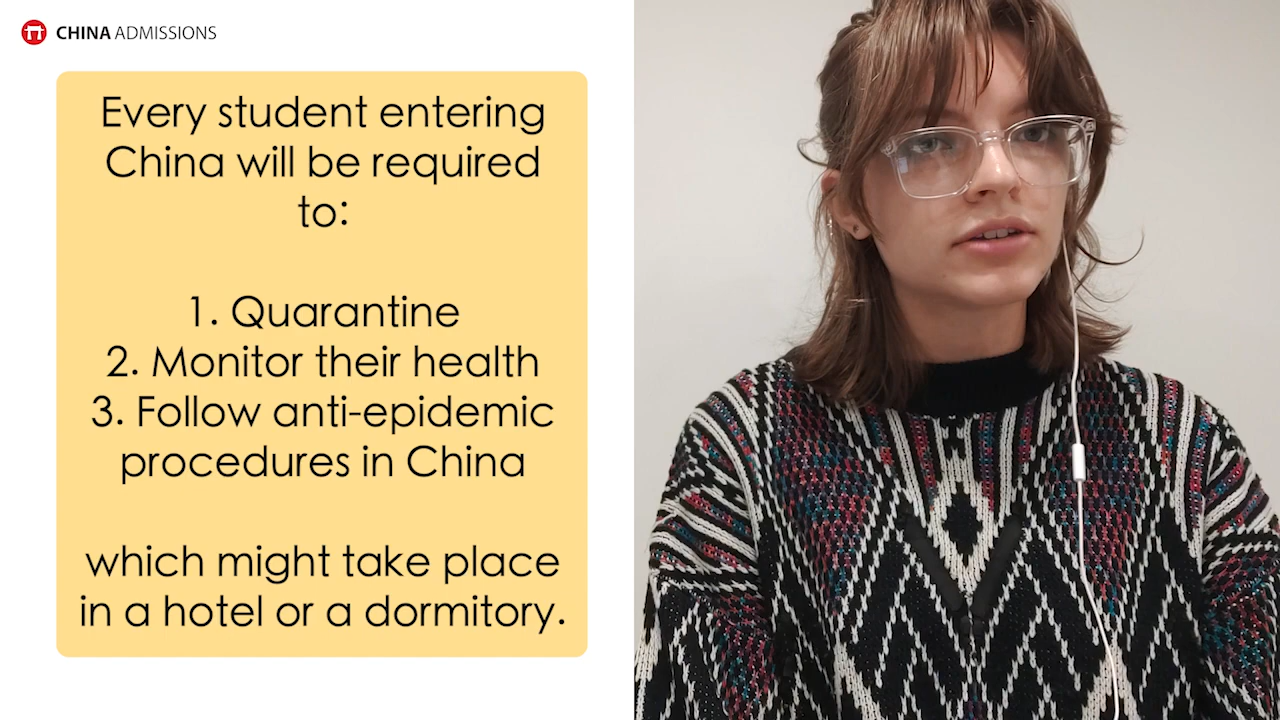 CHINA ADMISSIONS
Every student entering
China will be required
to:
1. Quarantine
2. Monitor their health
3. Follow anti-epidemic
procedures in China
which might take place
in a hotel or a dormitory.